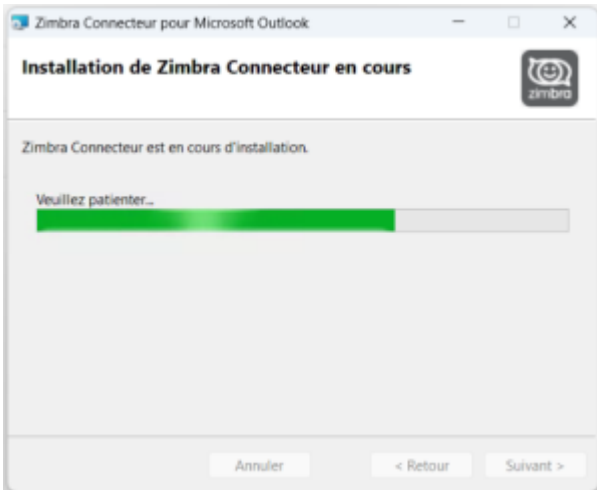 Zimbra Connecteur pour Microsoft Outlook
Installation de Zimbra Connecteur en cours
zimbra
Zimbra Connecteur est en cours d'installation.
Veuillez patienter...
Annuler
< Retour
Suivant >